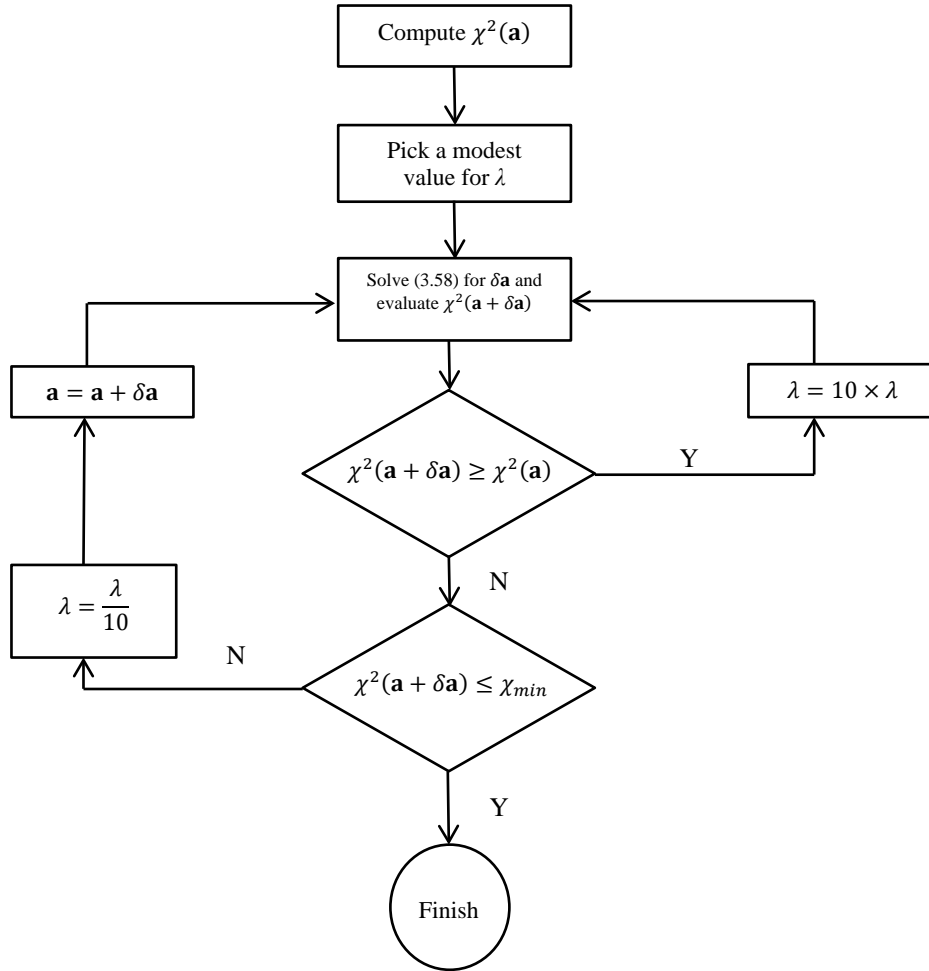 Compute χ²(𝐚)
Pick a modest
value for λ
Solve (3.58) for δ𝐚 and
evaluate χ²(𝐚 + δ𝐚)
𝐚 = 𝐚 + δ𝐚
λ = 10 × λ
χ²(𝐚 + δ𝐚) ≥ χ²(𝐚)
Y
N
λ = λ/10
N
χ²(𝐚 + δ𝐚) ≤ χ_min
Y
Finish